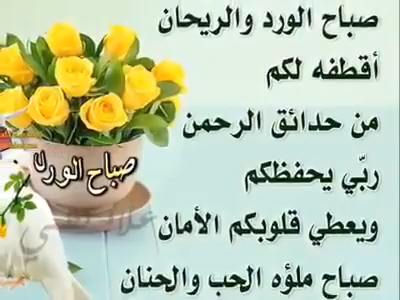 صباح الورد والريحان
أقطفه لكم
من حدائق الرحمن
ربّي يحفظكم
ويعطي قلوبكم الأمان
صباح ملؤه الحب والحنان
صباح الورد